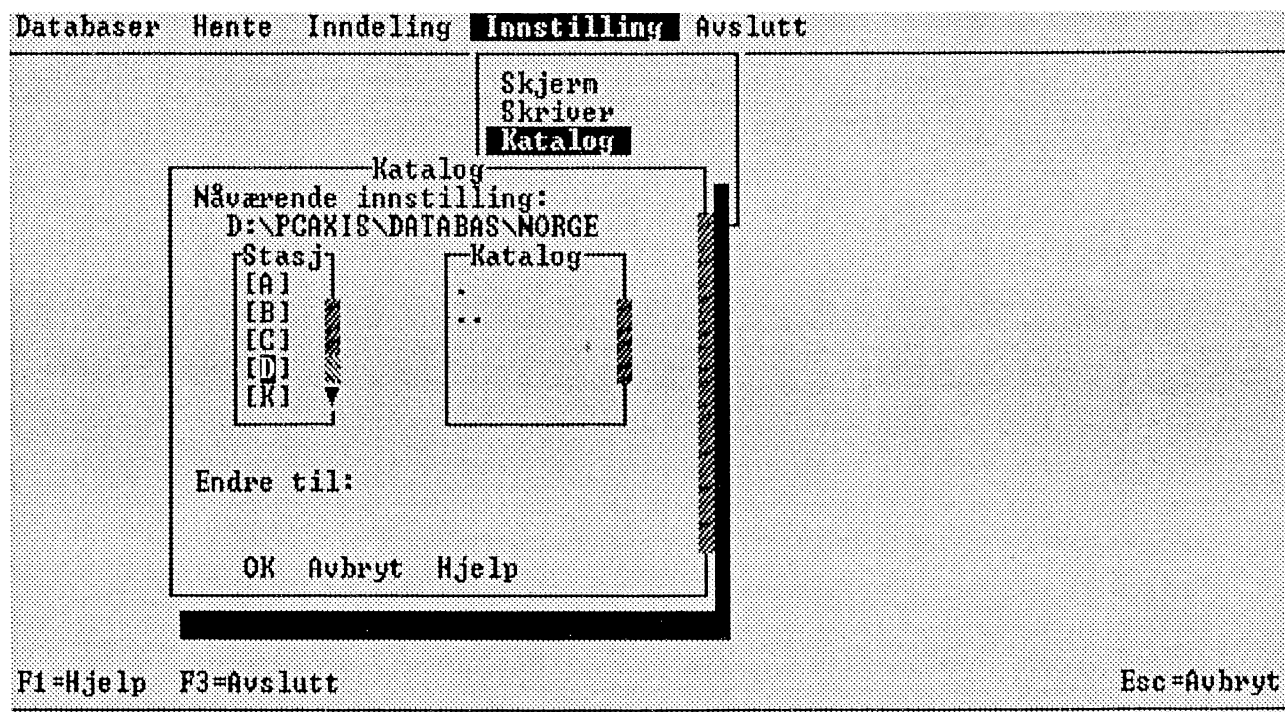 Databaser Hente Inndeling Innstilling Avslutt
Skjerm
Skriver
Katalog
Katalog
Nåværende innstilling:
D:\PCAXIS\DATABAS\NORGE
Stasj
Katalog
[A]
.
[B]
..
[C]
[D]
[K]
Endre til:
OK Avbryt Hjelp
F1=Hjelp F3=Avslutt Esc=Avbryt